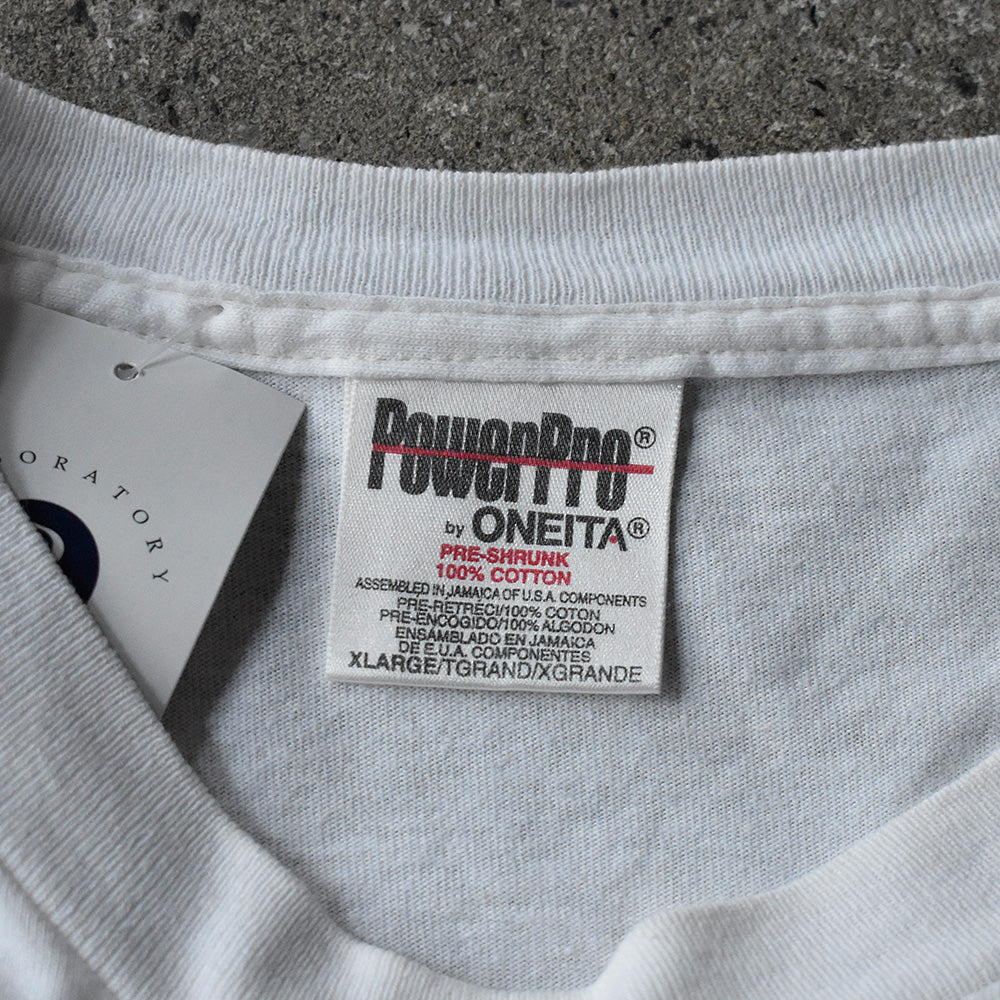 ORATORY
PowerPro®
by ONEITA®
PRE-SHRUNK
100% COTTON
ASSEMBLED IN JAMAICA OF U.S.A. COMPONENTS
PRE-RETRECI/100% COTON
PRE-ENCOGIDO/100% ALGODON
ENSAMBLADO EN JAMAICA
DE E.U.A. COMPONENTES
XLARGE/TGRAND/XGRANDE